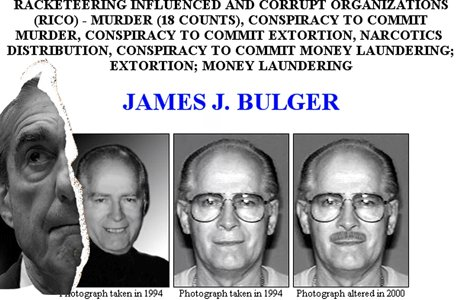 RACKETEERING INFLUENCED AND CORRUPT ORGANIZATIONS
(RICO) - MURDER (18 COUNTS), CONSPIRACY TO COMMIT
MURDER, CONSPIRACY TO COMMIT EXTORTION, NARCOTICS
DISTRIBUTION, CONSPIRACY TO COMMIT MONEY LAUNDERING;
EXTORTION; MONEY LAUNDERING
JAMES J. BULGER
Photograph taken in 1994 Photograph taken in 1994 Photograph altered in 2000